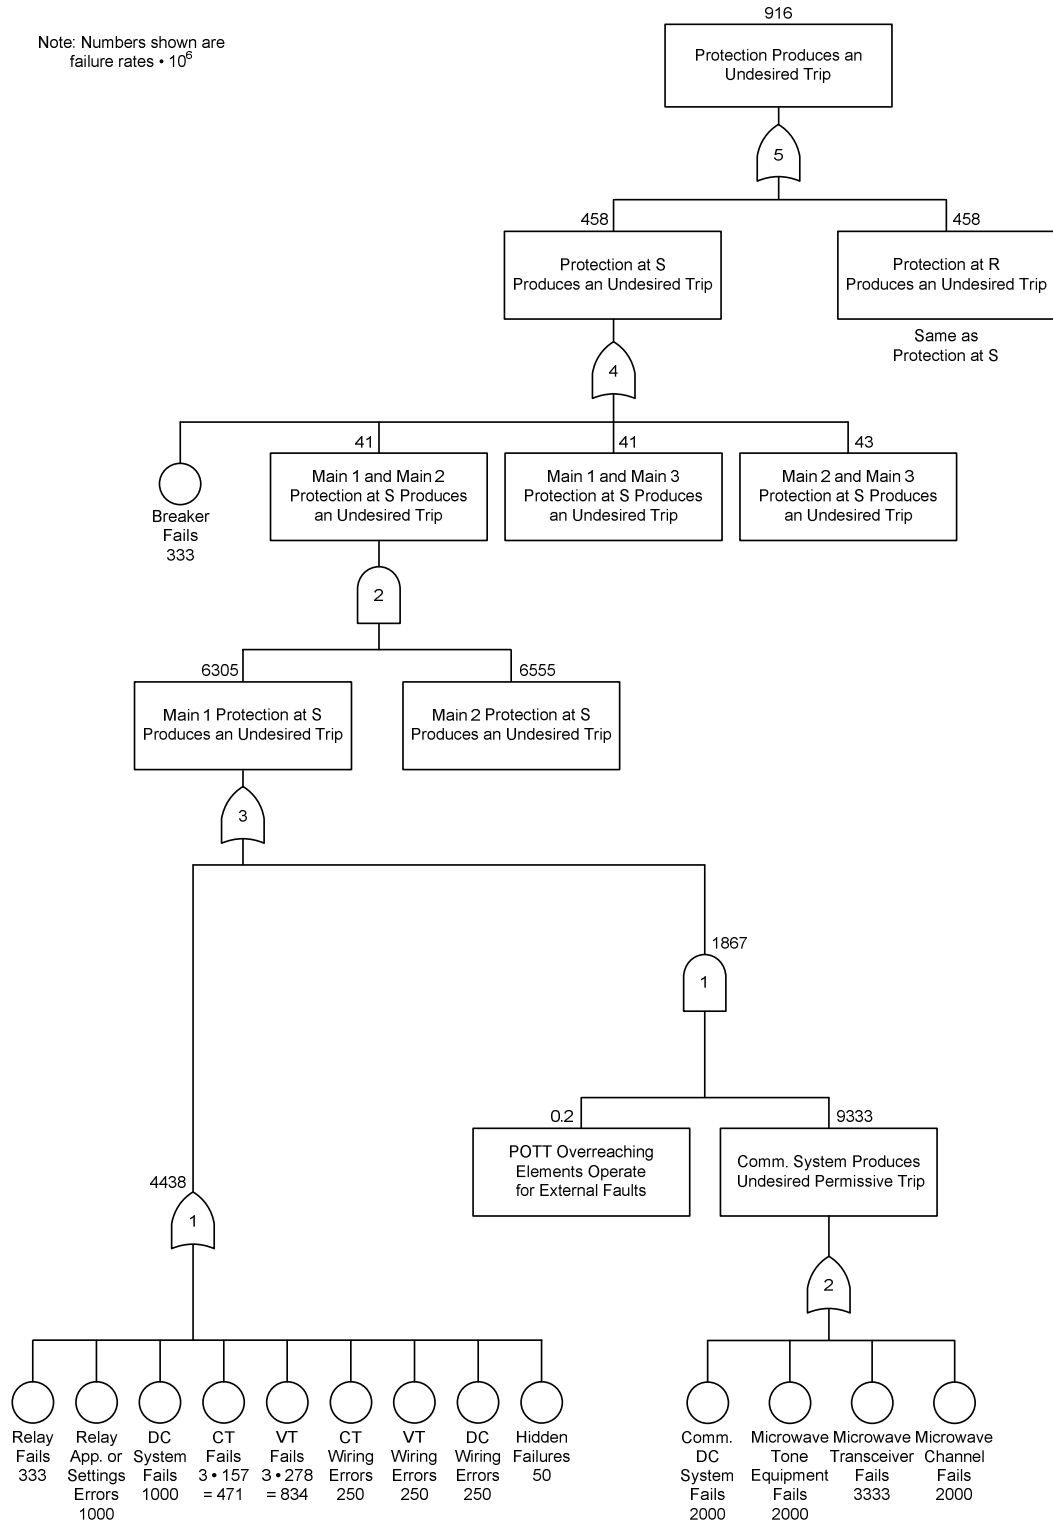 Note: Numbers shown are
failure rates • 10⁶
916
Protection Produces an
Undesired Trip
5
458
Protection at S
Produces an Undesired Trip
458
Protection at R
Produces an Undesired Trip
Same as
Protection at S
4
Breaker
Fails
333
41
Main 1 and Main 2
Protection at S Produces
an Undesired Trip
41
Main 1 and Main 3
Protection at S Produces
an Undesired Trip
43
Main 2 and Main 3
Protection at S Produces
an Undesired Trip
2
6305
Main 1 Protection at S
Produces an Undesired Trip
6555
Main 2 Protection at S
Produces an Undesired Trip
3
1867
1
0.2
POTT Overreaching
Elements Operate
for External Faults
9333
Comm. System Produces
Undesired Permissive Trip
4438
1
2
Relay
Fails
333
Relay
App. or
Settings
Errors
1000
DC
System
Fails
1000
CT
Fails
3 • 157
= 471
VT
Fails
3 • 278
= 834
CT
Wiring
Errors
250
VT
Wiring
Errors
250
DC
Wiring
Errors
250
Hidden
Failures
50
Comm.
DC
System
Fails
2000
Microwave
Tone
Equipment
Fails
2000
Microwave
Transceiver
Fails
3333
Microwave
Channel
Fails
2000